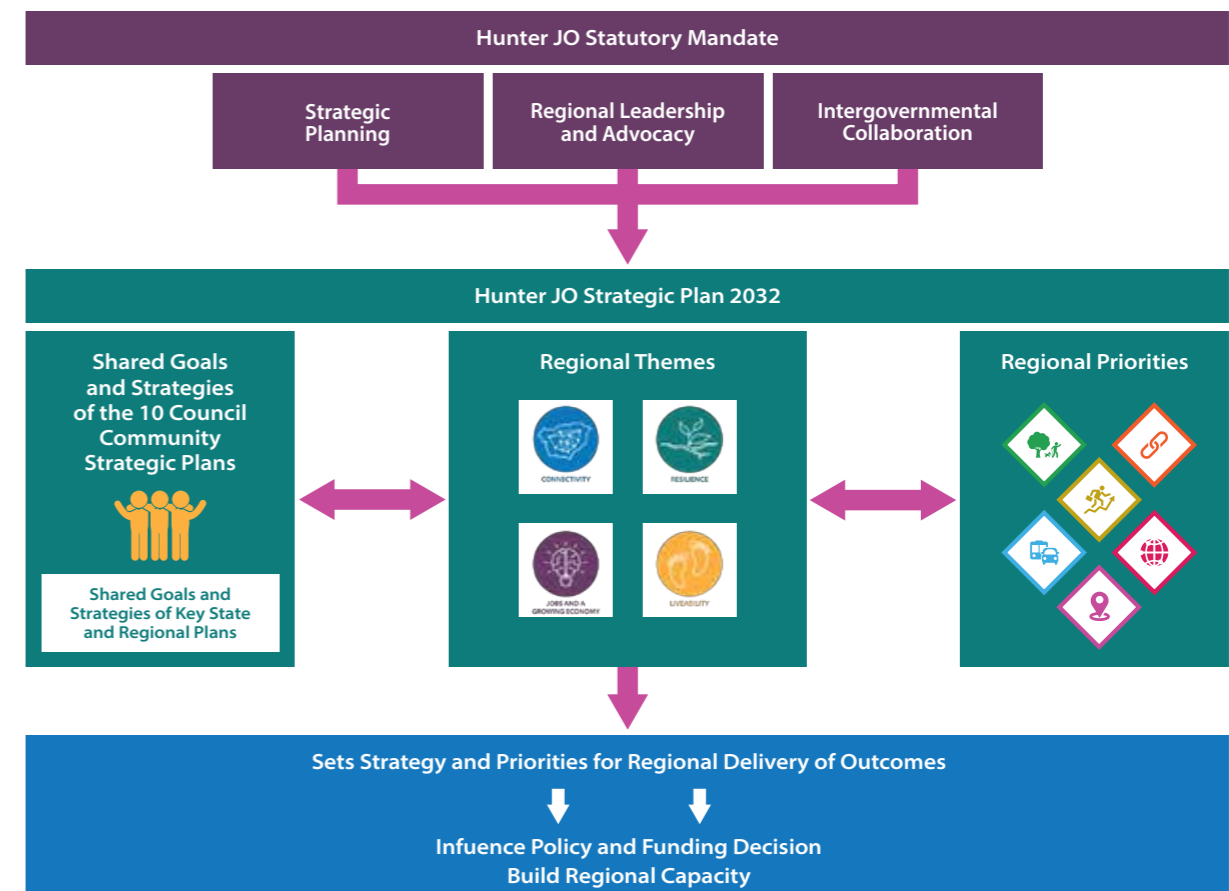 Hunter JO Statutory Mandate
Strategic
Planning
Regional Leadership
and Advocacy
Intergovernmental
Collaboration
Hunter JO Strategic Plan 2032
Shared Goals
and Strategies
of the 10 Council
Community
Strategic Plans
Shared Goals and
Strategies of Key State
and Regional Plans
Regional Themes
CONNECTIVITY
RESILIENCE
JOBS AND A
GROWING ECONOMY
LIVEABILITY
Regional Priorities
Sets Strategy and Priorities for Regional Delivery of Outcomes
Infuence Policy and Funding Decision
Build Regional Capacity